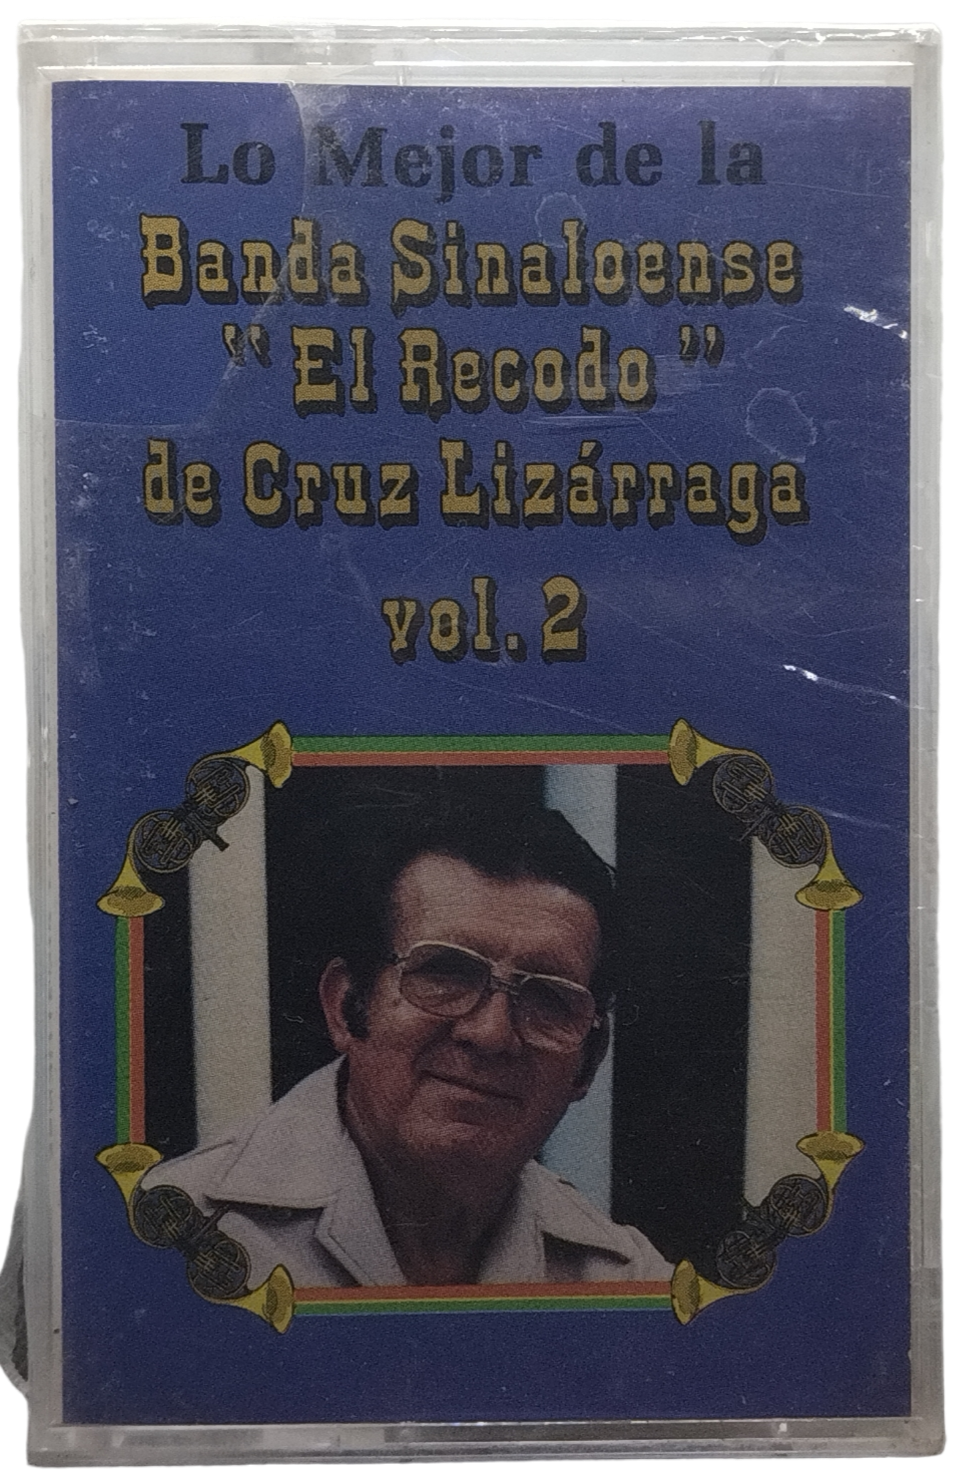 Lo Mejor de la
Banda Sinaloense
“El Recodo”
de Cruz Lizárraga
vol. 2